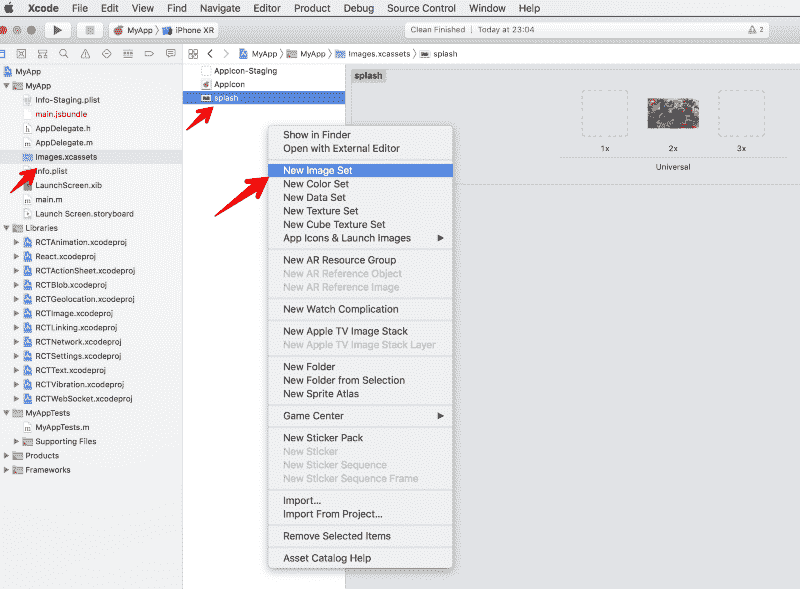 Xcode File Edit View Find Navigate Editor Product Debug Source Control Window Help
MyApp iPhone XR
Clean Finished | Today at 23:04
2
MyApp MyApp Images.xcassets splash
MyApp
MyApp
Info-Staging.plist
main.jsbundle
AppDelegate.h
AppDelegate.m
Images.xcassets
Info.plist
LaunchScreen.xib
main.m
Launch Screen.storyboard
Libraries
RCTAnimation.xcodeproj
React.xcodeproj
RCTActionSheet.xcodeproj
RCTBlob.xcodeproj
RCTGeolocation.xcodeproj
RCTImage.xcodeproj
RCTLinking.xcodeproj
RCTNetwork.xcodeproj
RCTSettings.xcodeproj
RCTText.xcodeproj
RCTVibration.xcodeproj
RCTWebSocket.xcodeproj
MyAppTests
MyAppTests.m
Supporting Files
Products
Frameworks
AppIcon-Staging
AppIcon
splash
Show in Finder
Open with External Editor
New Image Set
New Color Set
New Data Set
New Texture Set
New Cube Texture Set
App Icons & Launch Images
New AR Resource Group
New AR Reference Object
New AR Reference Image
New Watch Complication
New Apple TV Image Stack
New Apple TV Image Stack Layer
New Folder
New Folder from Selection
New Sprite Atlas
Game Center
New Sticker Pack
New Sticker
New Sticker Sequence
New Sticker Sequence Frame
Import...
Import From Project...
Remove Selected Items
Asset Catalog Help
splash
1x 2x 3x
Universal